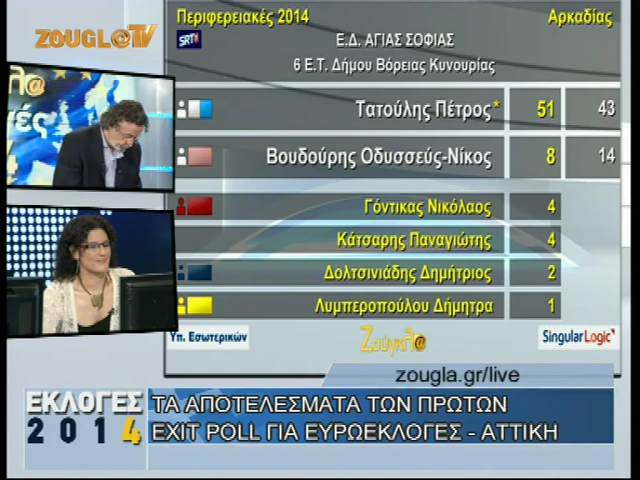 ZOUGL@TV
Περιφερειακές 2014
Αρκαδίας
SRT
Ε.Δ. ΑΓΙΑΣ ΣΟΦΙΑΣ
6 Ε.Τ. Δήμου Βόρειας Κυνουρίας
Τατούλης Πέτρος* 51 43
Βουδούρης Οδυσσεύς-Νίκος 8 14
Γόντικας Νικόλαος 4
Κάτσαρης Παναγιώτης 4
Δολτσινιάδης Δημήτριος 2
Λυμπεροπούλου Δήμητρα 1
Υπ. Εσωτερικών
Ζούγκλ@
SingularLogic
zougla.gr/live
ΕΚΛΟΓΕΣ
2014
ΤΑ ΑΠΟΤΕΛΕΣΜΑΤΑ ΤΩΝ ΠΡΩΤΩΝ
EXIT POLL ΓΙΑ ΕΥΡΩΕΚΛΟΓΕΣ - ΑΤΤΙΚΗ